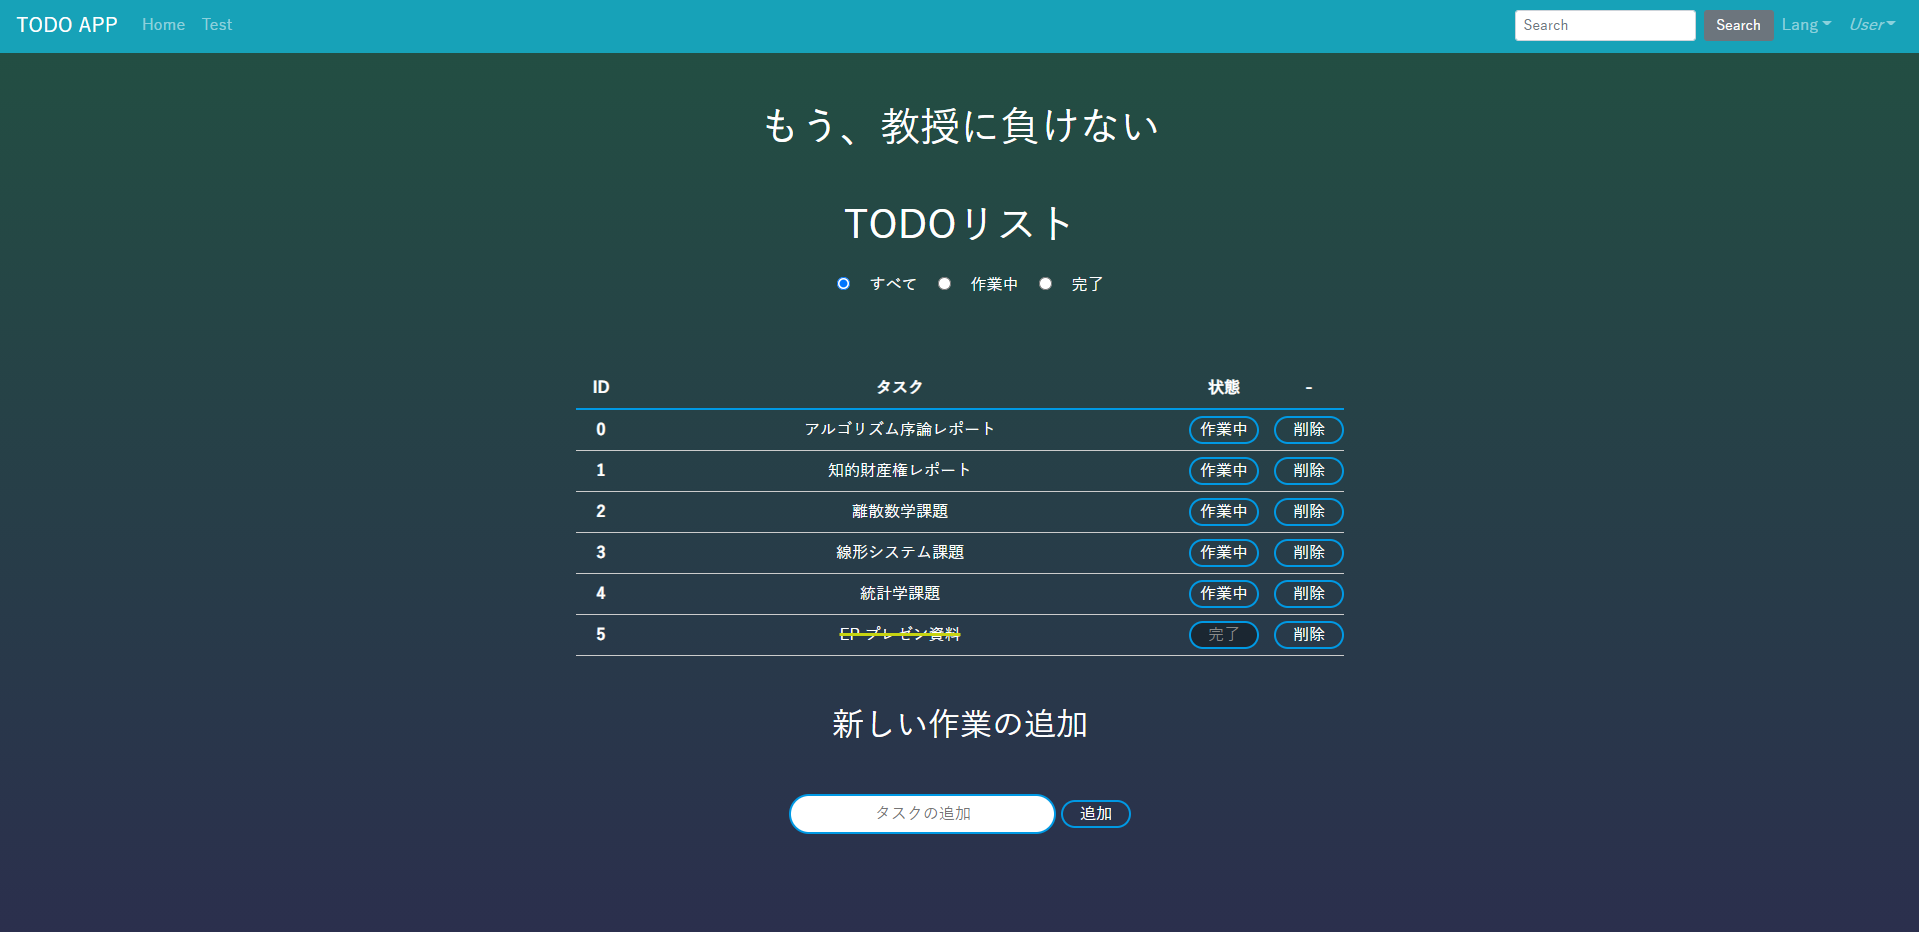 TODO APP Home Test Search Search Lang User
もう、教授に負けない
TODOリスト
すべて 作業中 完了
ID タスク 状態 -
0 アルゴリズム序論レポート 作業中 削除
1 知的財産権レポート 作業中 削除
2 離散数学課題 作業中 削除
3 線形システム課題 作業中 削除
4 統計学課題 作業中 削除
5 EP プレゼン資料 完了 削除
新しい作業の追加
タスクの追加 追加